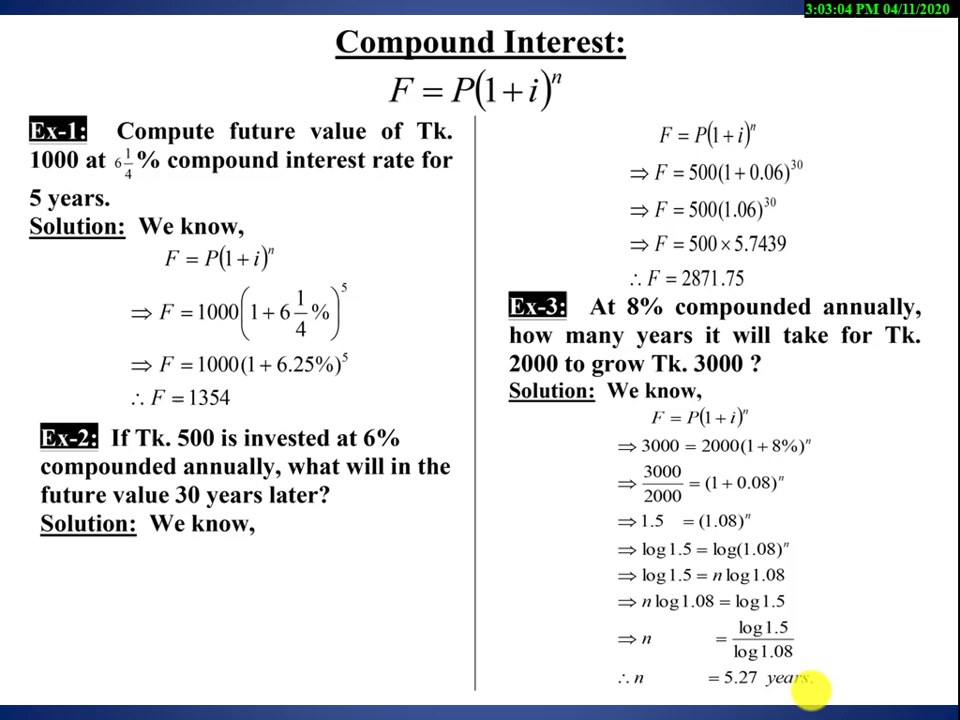 3:03:04 PM 04/11/2020
Compound Interest:
F = P(1 + i)^n
Ex-1: Compute future value of Tk.
1000 at 6 1/4 % compound interest rate for
5 years.
Solution: We know,
F = P(1 + i)^n
⇒ F = 1000(1 + 6 1/4 %)^5
⇒ F = 1000(1 + 6.25%)^5
∴ F = 1354
Ex-2: If Tk. 500 is invested at 6%
compounded annually, what will in the
future value 30 years later?
Solution: We know,
F = P(1 + i)^n
⇒ F = 500(1 + 0.06)^30
⇒ F = 500(1.06)^30
⇒ F = 500 × 5.7439
∴ F = 2871.75
Ex-3: At 8% compounded annually,
how many years it will take for Tk.
2000 to grow Tk. 3000 ?
Solution: We know,
F = P(1 + i)^n
⇒ 3000 = 2000(1 + 8%)^n
⇒ 3000/2000 = (1 + 0.08)^n
⇒ 1.5 = (1.08)^n
⇒ log 1.5 = log(1.08)^n
⇒ log 1.5 = n log 1.08
⇒ n log 1.08 = log 1.5
⇒ n = log 1.5/log 1.08
∴ n = 5.27 years.